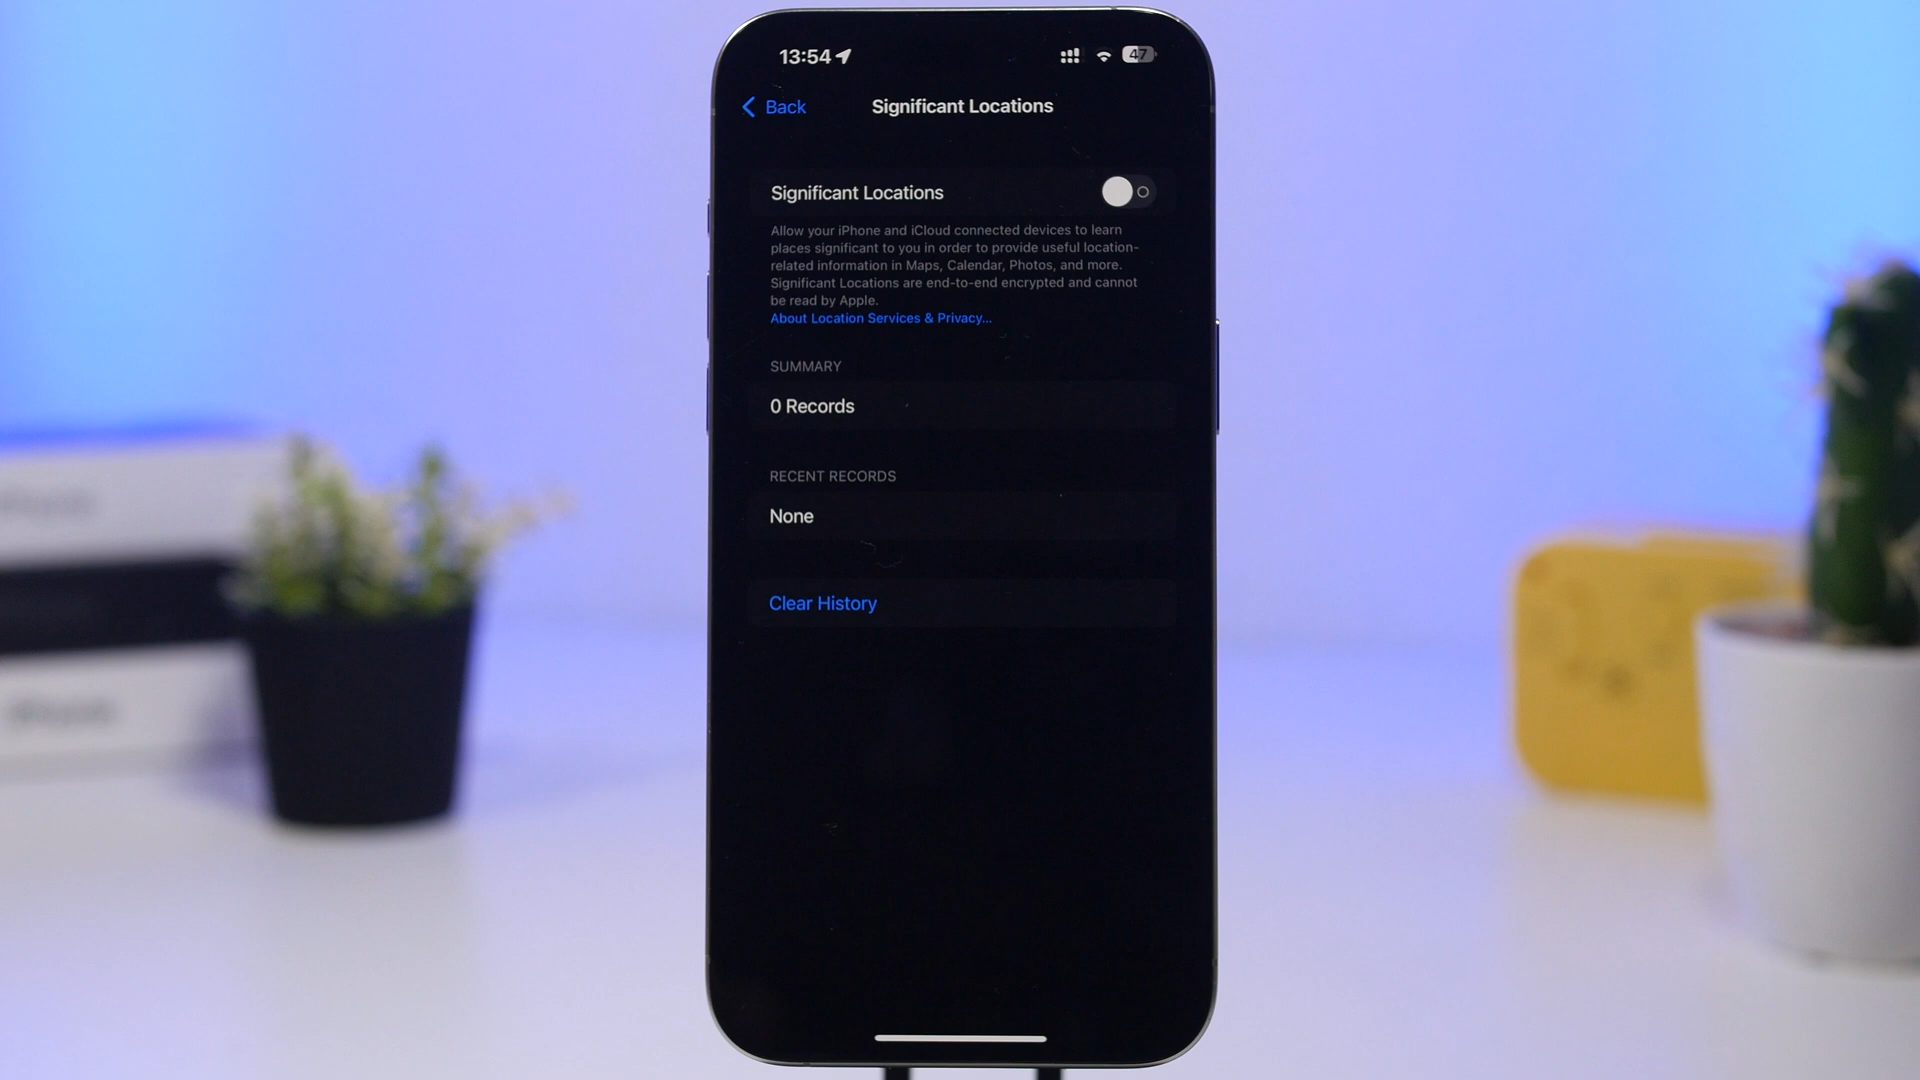 13:54
47
Back
Significant Locations
Significant Locations
Allow your iPhone and iCloud connected devices to learn
places significant to you in order to provide useful location-
related information in Maps, Calendar, Photos, and more.
Significant Locations are end-to-end encrypted and cannot
be read by Apple.
About Location Services & Privacy...
SUMMARY
0 Records
RECENT RECORDS
None
Clear History